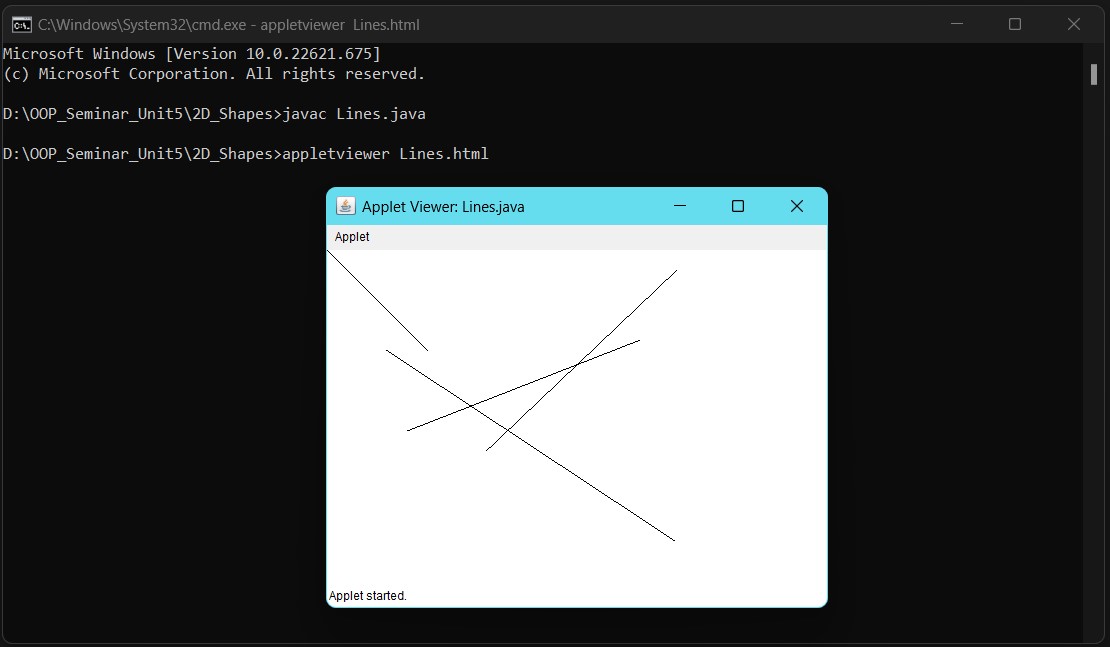 C:\Windows\System32\cmd.exe - appletviewer  Lines.html
Microsoft Windows [Version 10.0.22621.675]
(c) Microsoft Corporation. All rights reserved.
D:\OOP_Seminar_Unit5\2D_Shapes>javac Lines.java
D:\OOP_Seminar_Unit5\2D_Shapes>appletviewer Lines.html
Applet Viewer: Lines.java
Applet
Applet started.